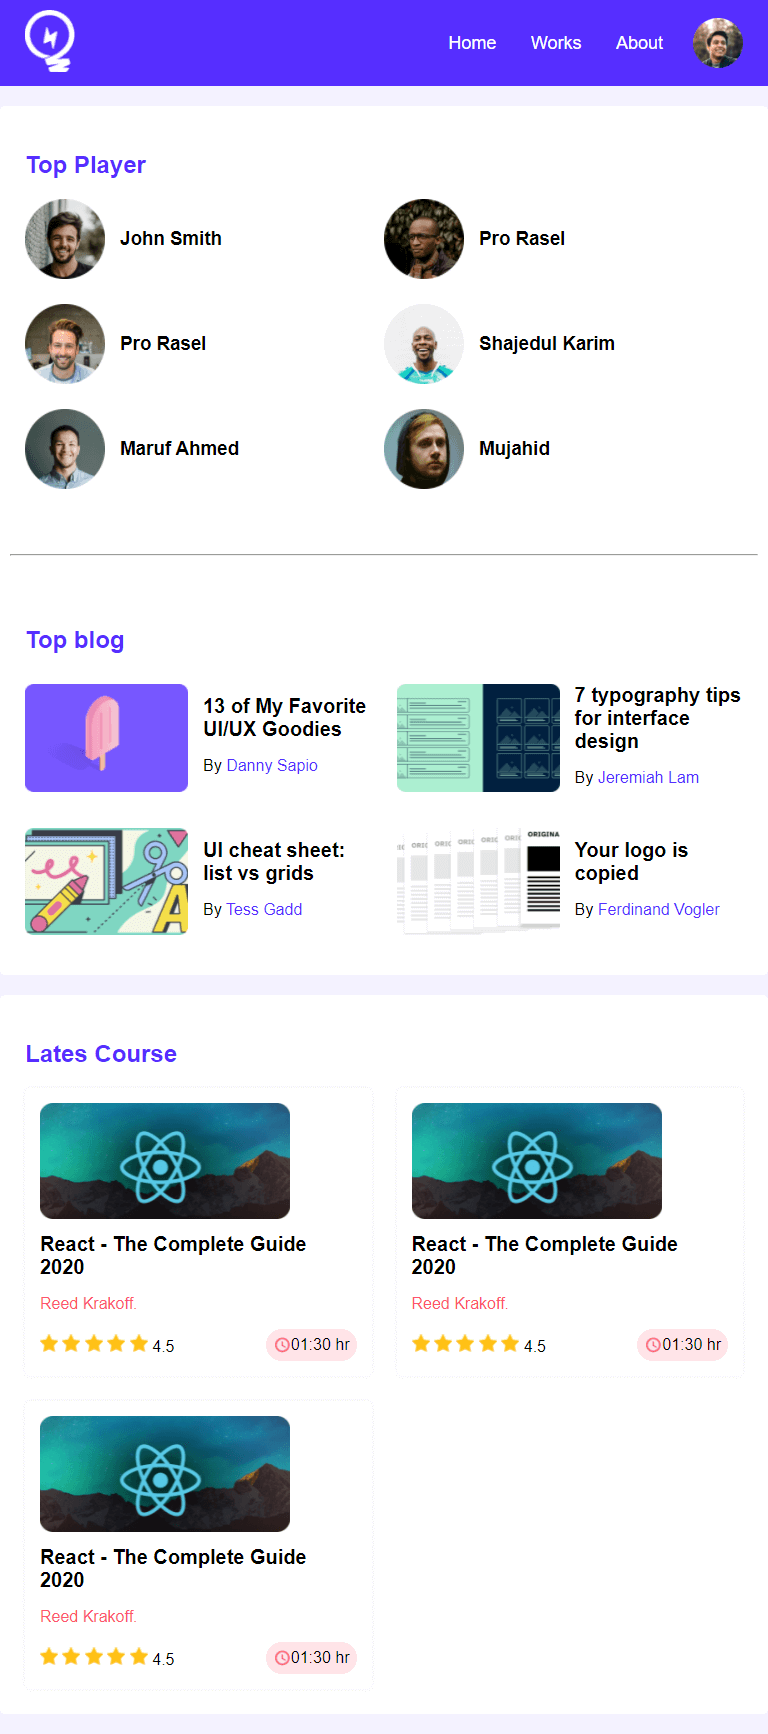 Home Works About
Top Player
John Smith
Pro Rasel
Pro Rasel
Shajedul Karim
Maruf Ahmed
Mujahid
Top blog
13 of My Favorite
UI/UX Goodies
By Danny Sapio
7 typography tips
for interface
design
By Jeremiah Lam
UI cheat sheet:
list vs grids
By Tess Gadd
ORIGINA
Your logo is
copied
By Ferdinand Vogler
Lates Course
React - The Complete Guide
2020
Reed Krakoff.
4.5
01:30 hr
React - The Complete Guide
2020
Reed Krakoff.
4.5
01:30 hr
React - The Complete Guide
2020
Reed Krakoff.
4.5
01:30 hr